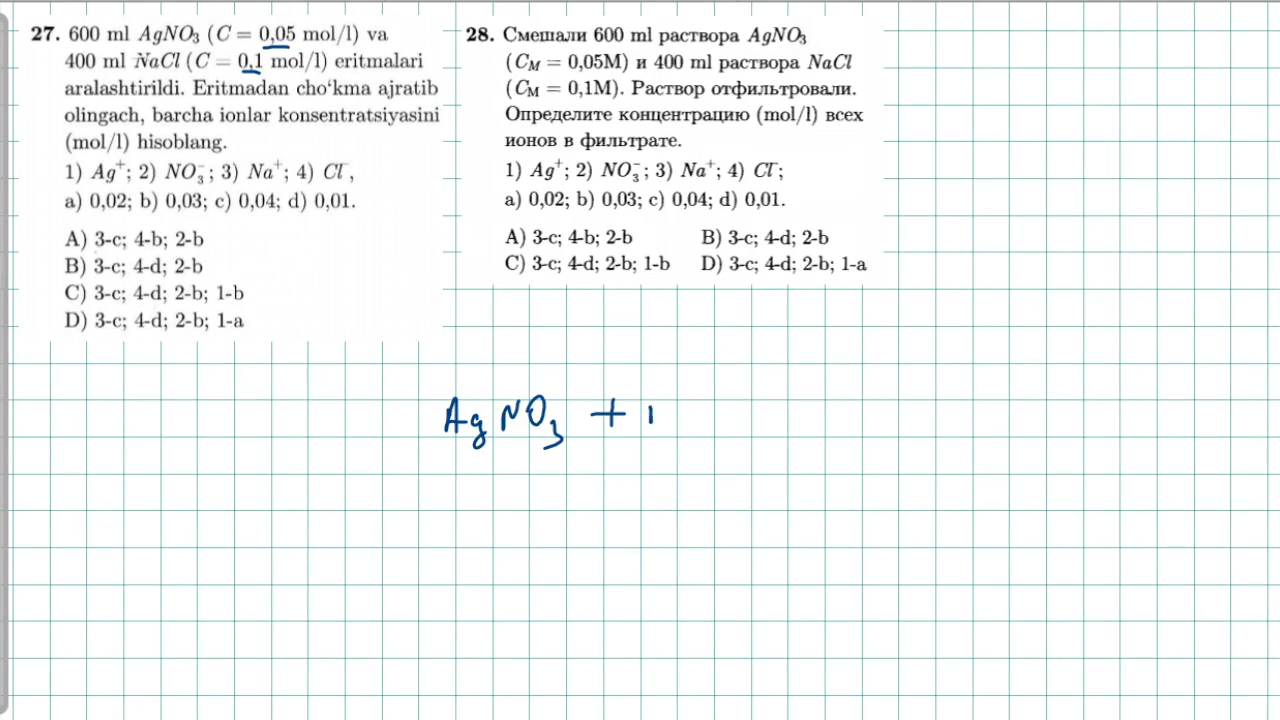 27. 600 ml AgNO₃ (C = 0,05 mol/l) va
400 ml NaCl (C = 0,1 mol/l) eritmalari
aralashtirildi. Eritmadan cho‘kma ajratib
olingach, barcha ionlar konsentratsiyasini
(mol/l) hisoblang.
1) Ag⁺; 2) NO₃⁻; 3) Na⁺; 4) Cl⁻,
a) 0,02; b) 0,03; c) 0,04; d) 0,01.
A) 3-c; 4-b; 2-b
B) 3-c; 4-d; 2-b
C) 3-c; 4-d; 2-b; 1-b
D) 3-c; 4-d; 2-b; 1-a
28. Смешали 600 ml раствора AgNO₃
(C_M = 0,05M) и 400 ml раствора NaCl
(C_M = 0,1M). Раствор отфильтровали.
Определите концентрацию (mol/l) всех
ионов в фильтрате.
1) Ag⁺; 2) NO₃⁻; 3) Na⁺; 4) Cl⁻;
a) 0,02; b) 0,03; c) 0,04; d) 0,01.
A) 3-c; 4-b; 2-b B) 3-c; 4-d; 2-b
C) 3-c; 4-d; 2-b; 1-b D) 3-c; 4-d; 2-b; 1-a
AgNO₃ +